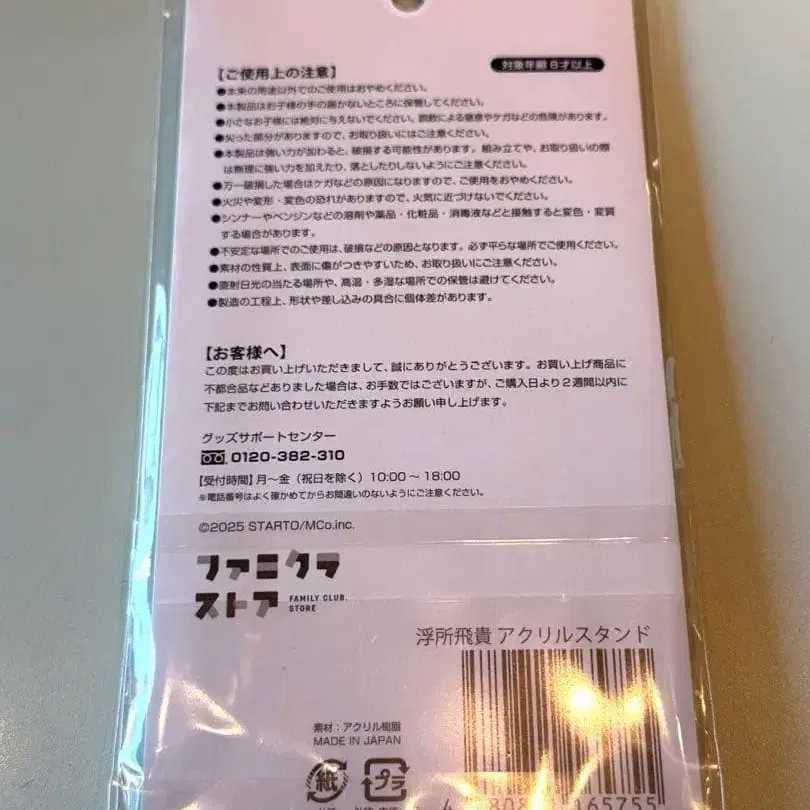 【ご使用上の注意】
対象年齢8才以上
●本来の用途以外でのご使用はおやめください。
●本製品はお子様の手の届かないところに保管してください。
●小さなお子様には絶対に与えないでください。誤飲による窒息やケガなどの危険があります。
●尖った部分がありますので、お取り扱いにはご注意ください。
●本製品は強い力が加わると、破損する可能性があります。組み立てや、お取り扱いの際
は無理に強い力を加えたり、落としたりしないようにご注意ください。
●万一破損した場合はケガなどの原因になりますので、ご使用をおやめください。
●火災や変形・変色の恐れがありますので、火気に近づけないでください。
●シンナーやベンジンなどの溶剤や薬品・化粧品・消毒液などと接触すると変色・変質
する場合があります。
●不安定な場所でのご使用は、破損などの原因となります。必ず平らな場所でご使用ください。
●素材の性質上、表面に傷がつきやすいため、お取り扱いにご注意ください。
●直射日光の当たる場所や、高温・多湿な場所での保管は避けてください。
●製造の工程上、形状や差し込みの具合に個体差があります。
【お客様へ】
この度はお買い上げいただきまして、誠にありがとうございます。お買い上げ商品に
不都合品などありました場合は、お手数ではございますが、ご購入日より2週間以内に
下記までお問い合わせいただきますようお願い申し上げます。
グッズサポートセンター
0120-382-310
【受付時間】月〜金（祝日を除く）10:00〜18:00
※電話番号はよく確かめてからお間違いのないようにご注意ください。
©2025 STARTO/MCo.inc.
ファミクラ
ストア FAMILY CLUB
STORE
浮所飛貴 アクリルスタンド
素材：アクリル樹脂
MADE IN JAPAN
紙 プラ